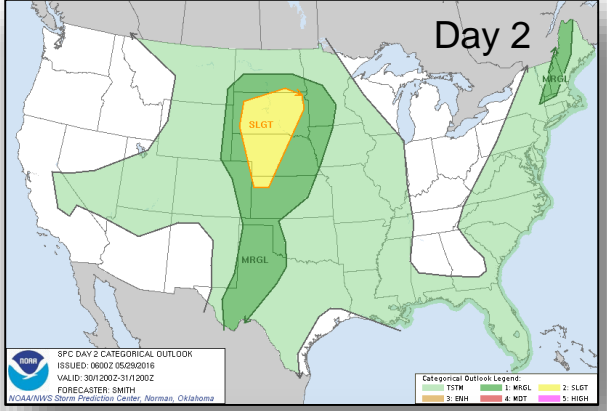 Day 2
MRGL
SLGT
MRGL
NOAA
SPC DAY 2 CATEGORICAL OUTLOOK
ISSUED: 0600Z 05/29/2016
VALID: 30/1200Z-31/1200Z
FORECASTER: SMITH
NOAA/NWS Storm Prediction Center, Norman, Oklahoma
Categorical Outlook Legend:
TSTM 1: MRGL 2: SLGT
3: ENH 4: MDT 5: HIGH